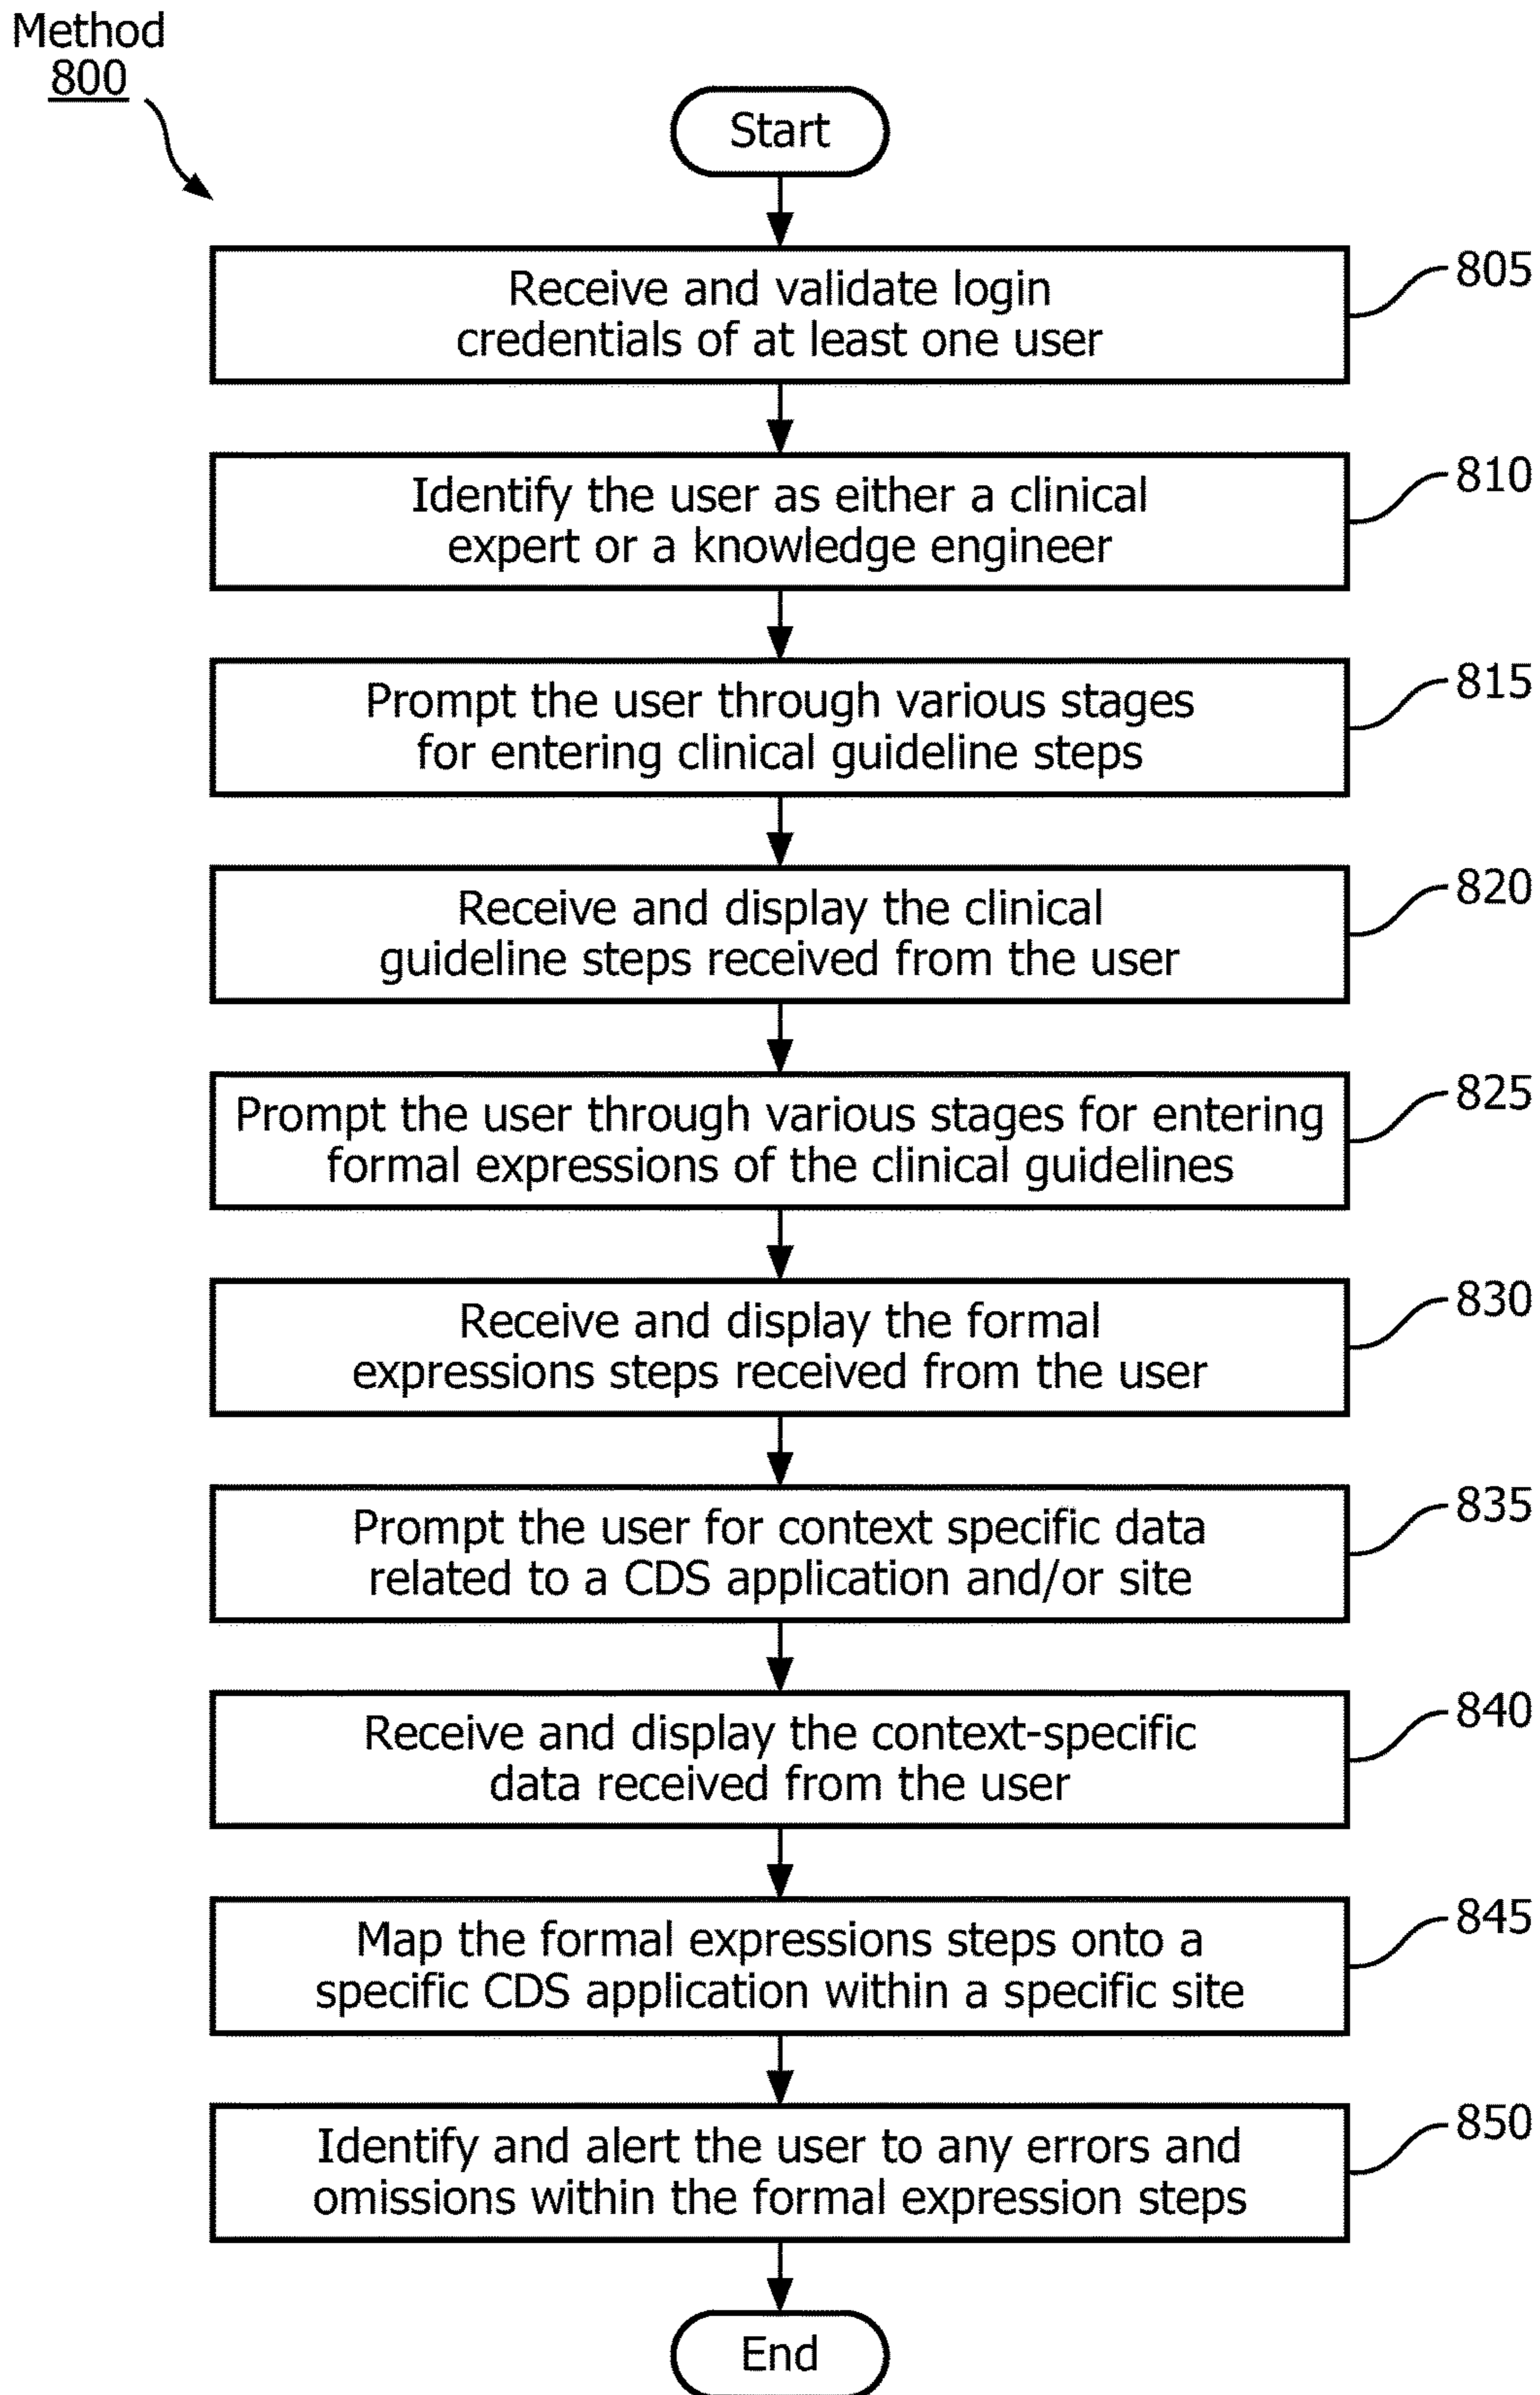 Method
800
Start
Receive and validate login
credentials of at least one user
805
Identify the user as either a clinical
expert or a knowledge engineer
810
Prompt the user through various stages
for entering clinical guideline steps
815
Receive and display the clinical
guideline steps received from the user
820
Prompt the user through various stages for entering
formal expressions of the clinical guidelines
825
Receive and display the formal
expressions steps received from the user
830
Prompt the user for context specific data
related to a CDS application and/or site
835
Receive and display the context-specific
data received from the user
840
Map the formal expressions steps onto a
specific CDS application within a specific site
845
Identify and alert the user to any errors and
omissions within the formal expression steps
850
End